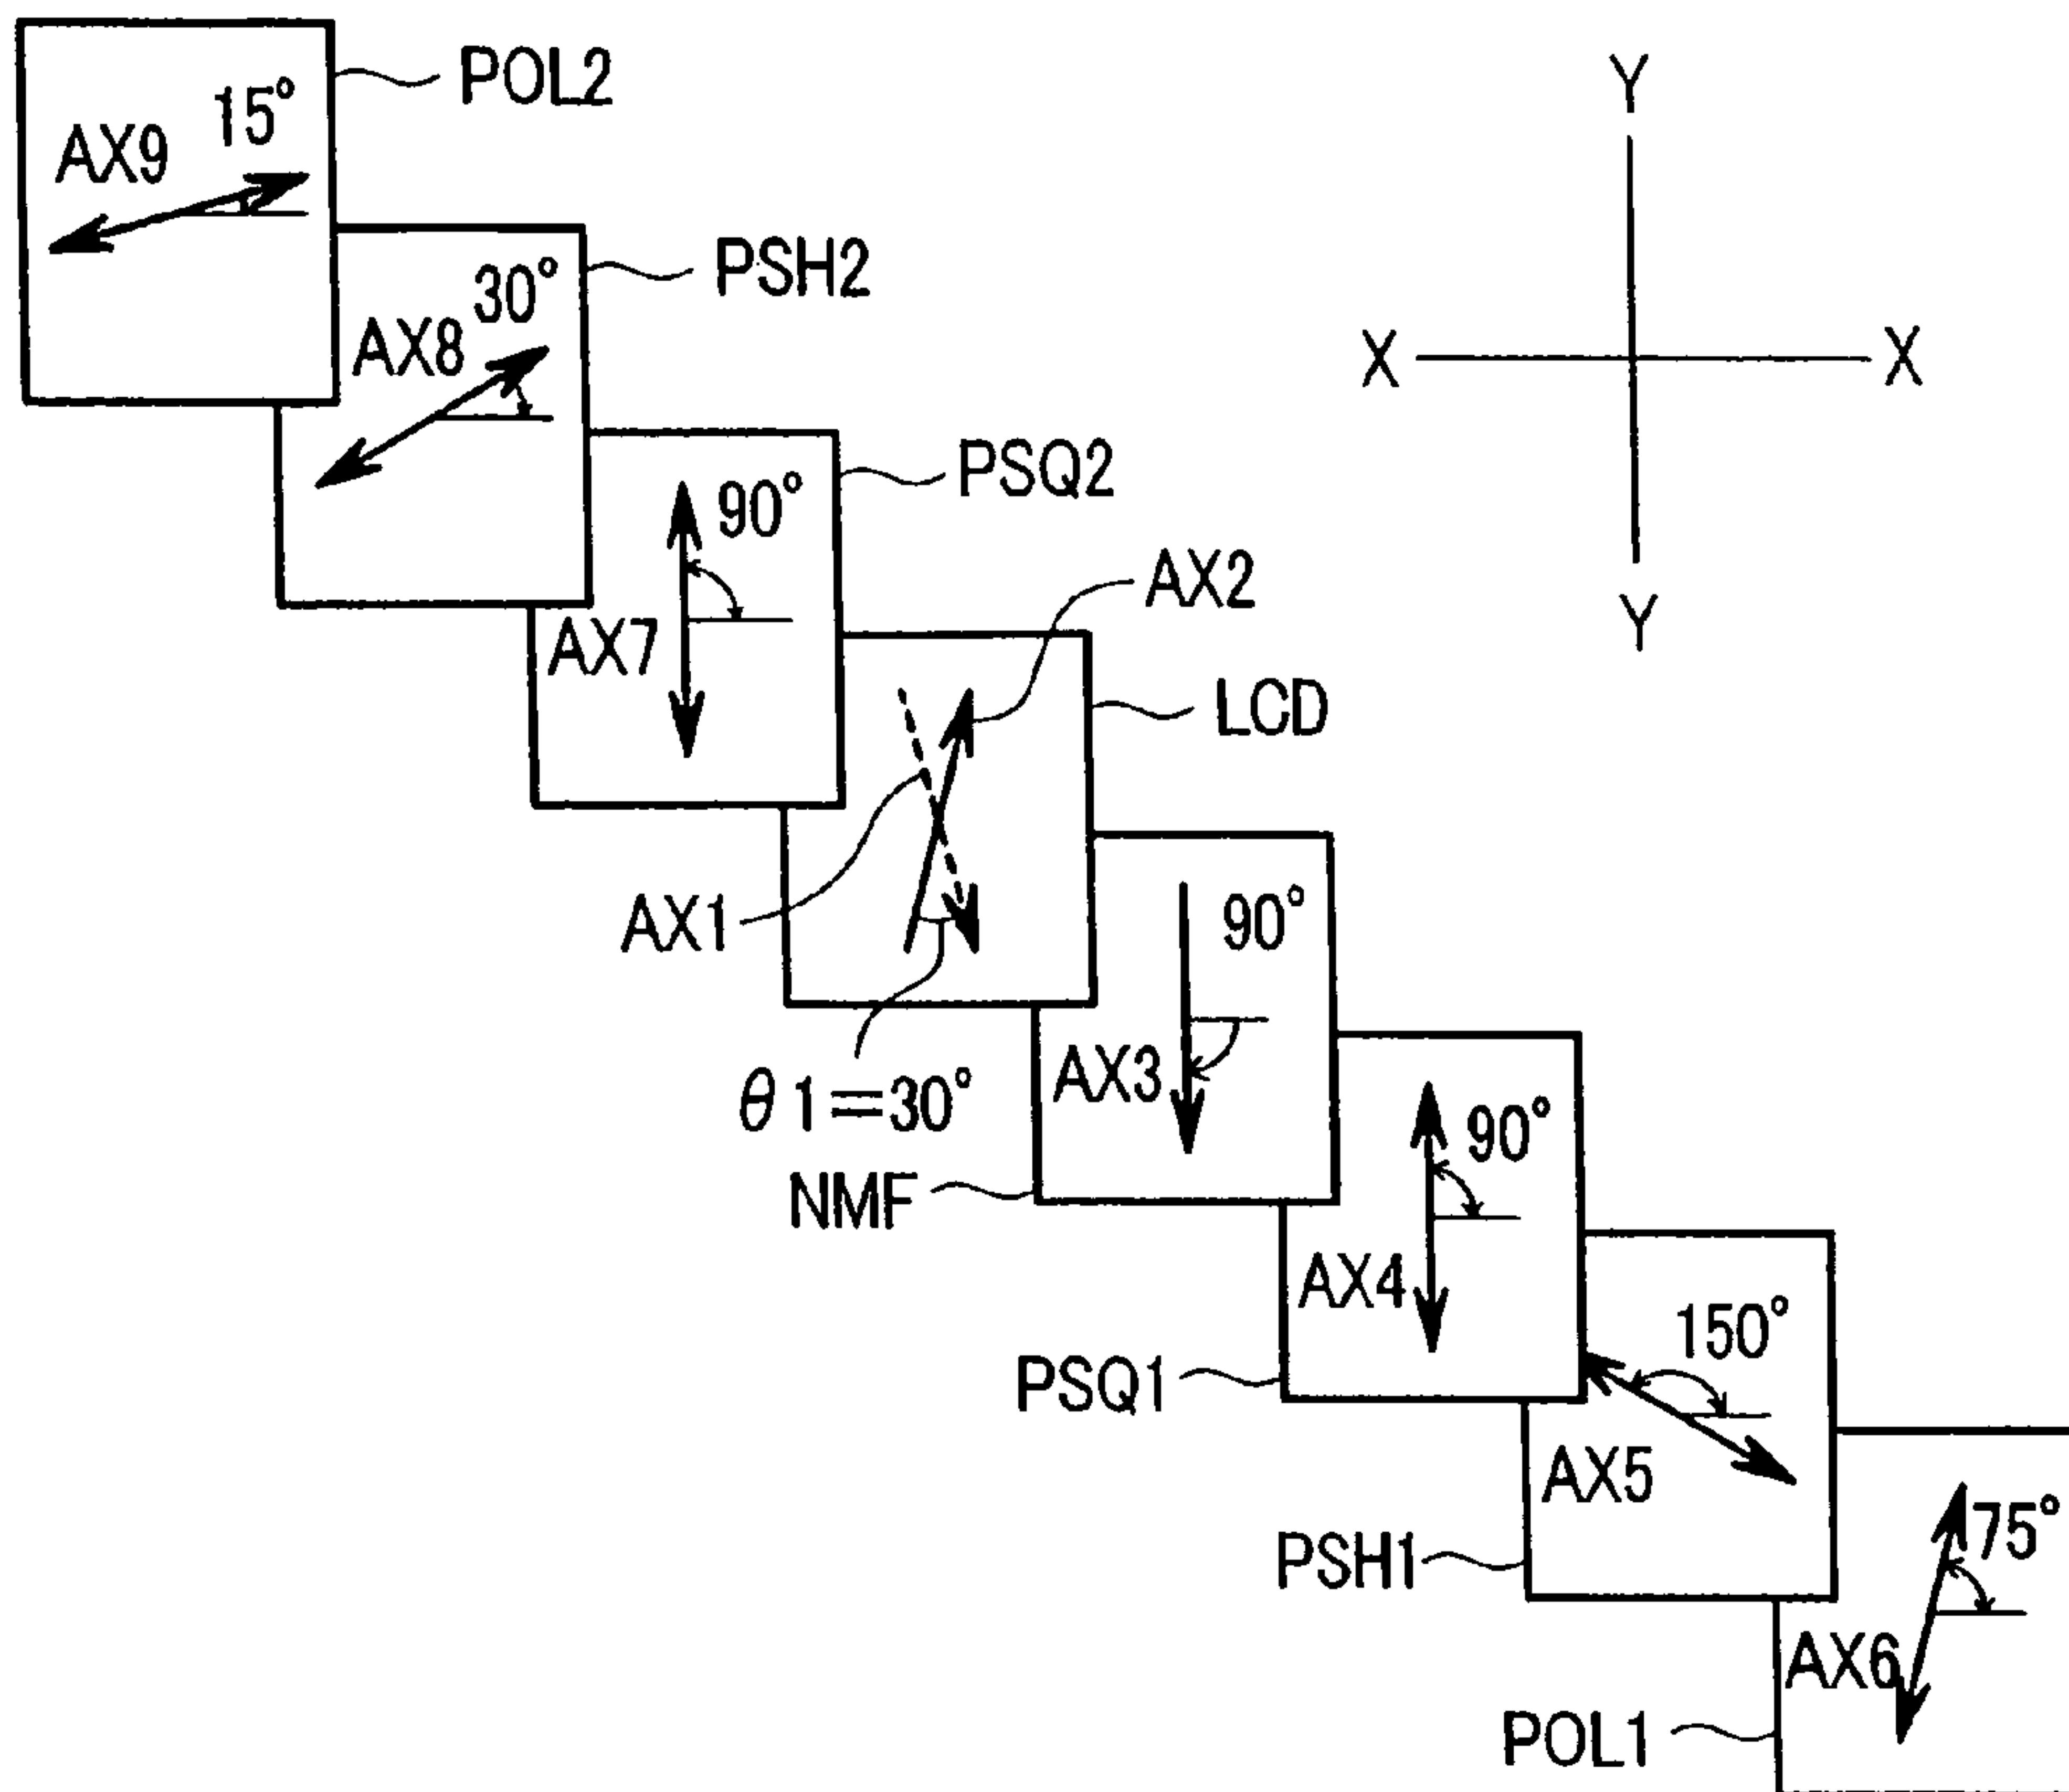 POL2
15°
AX9
Y
PSH2
30°
AX8
X
X
PSQ2
90°
AX7
AX2
Y
LCD
AX1
90°
AX3
θ1=30°
NMF
90°
AX4
PSQ1
150°
AX5
PSH1
75°
AX6
POL1